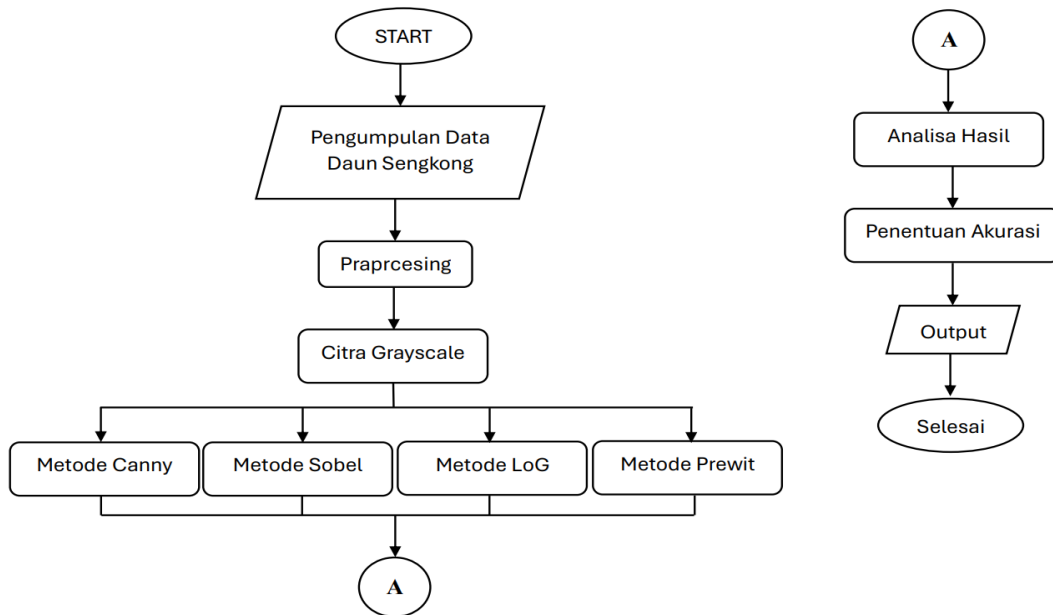 START
Pengumpulan Data
Daun Sengkong
Praprcesing
Citra Grayscale
Metode Canny
Metode Sobel
Metode LoG
Metode Prewit
A
A
Analisa Hasil
Penentuan Akurasi
Output
Selesai